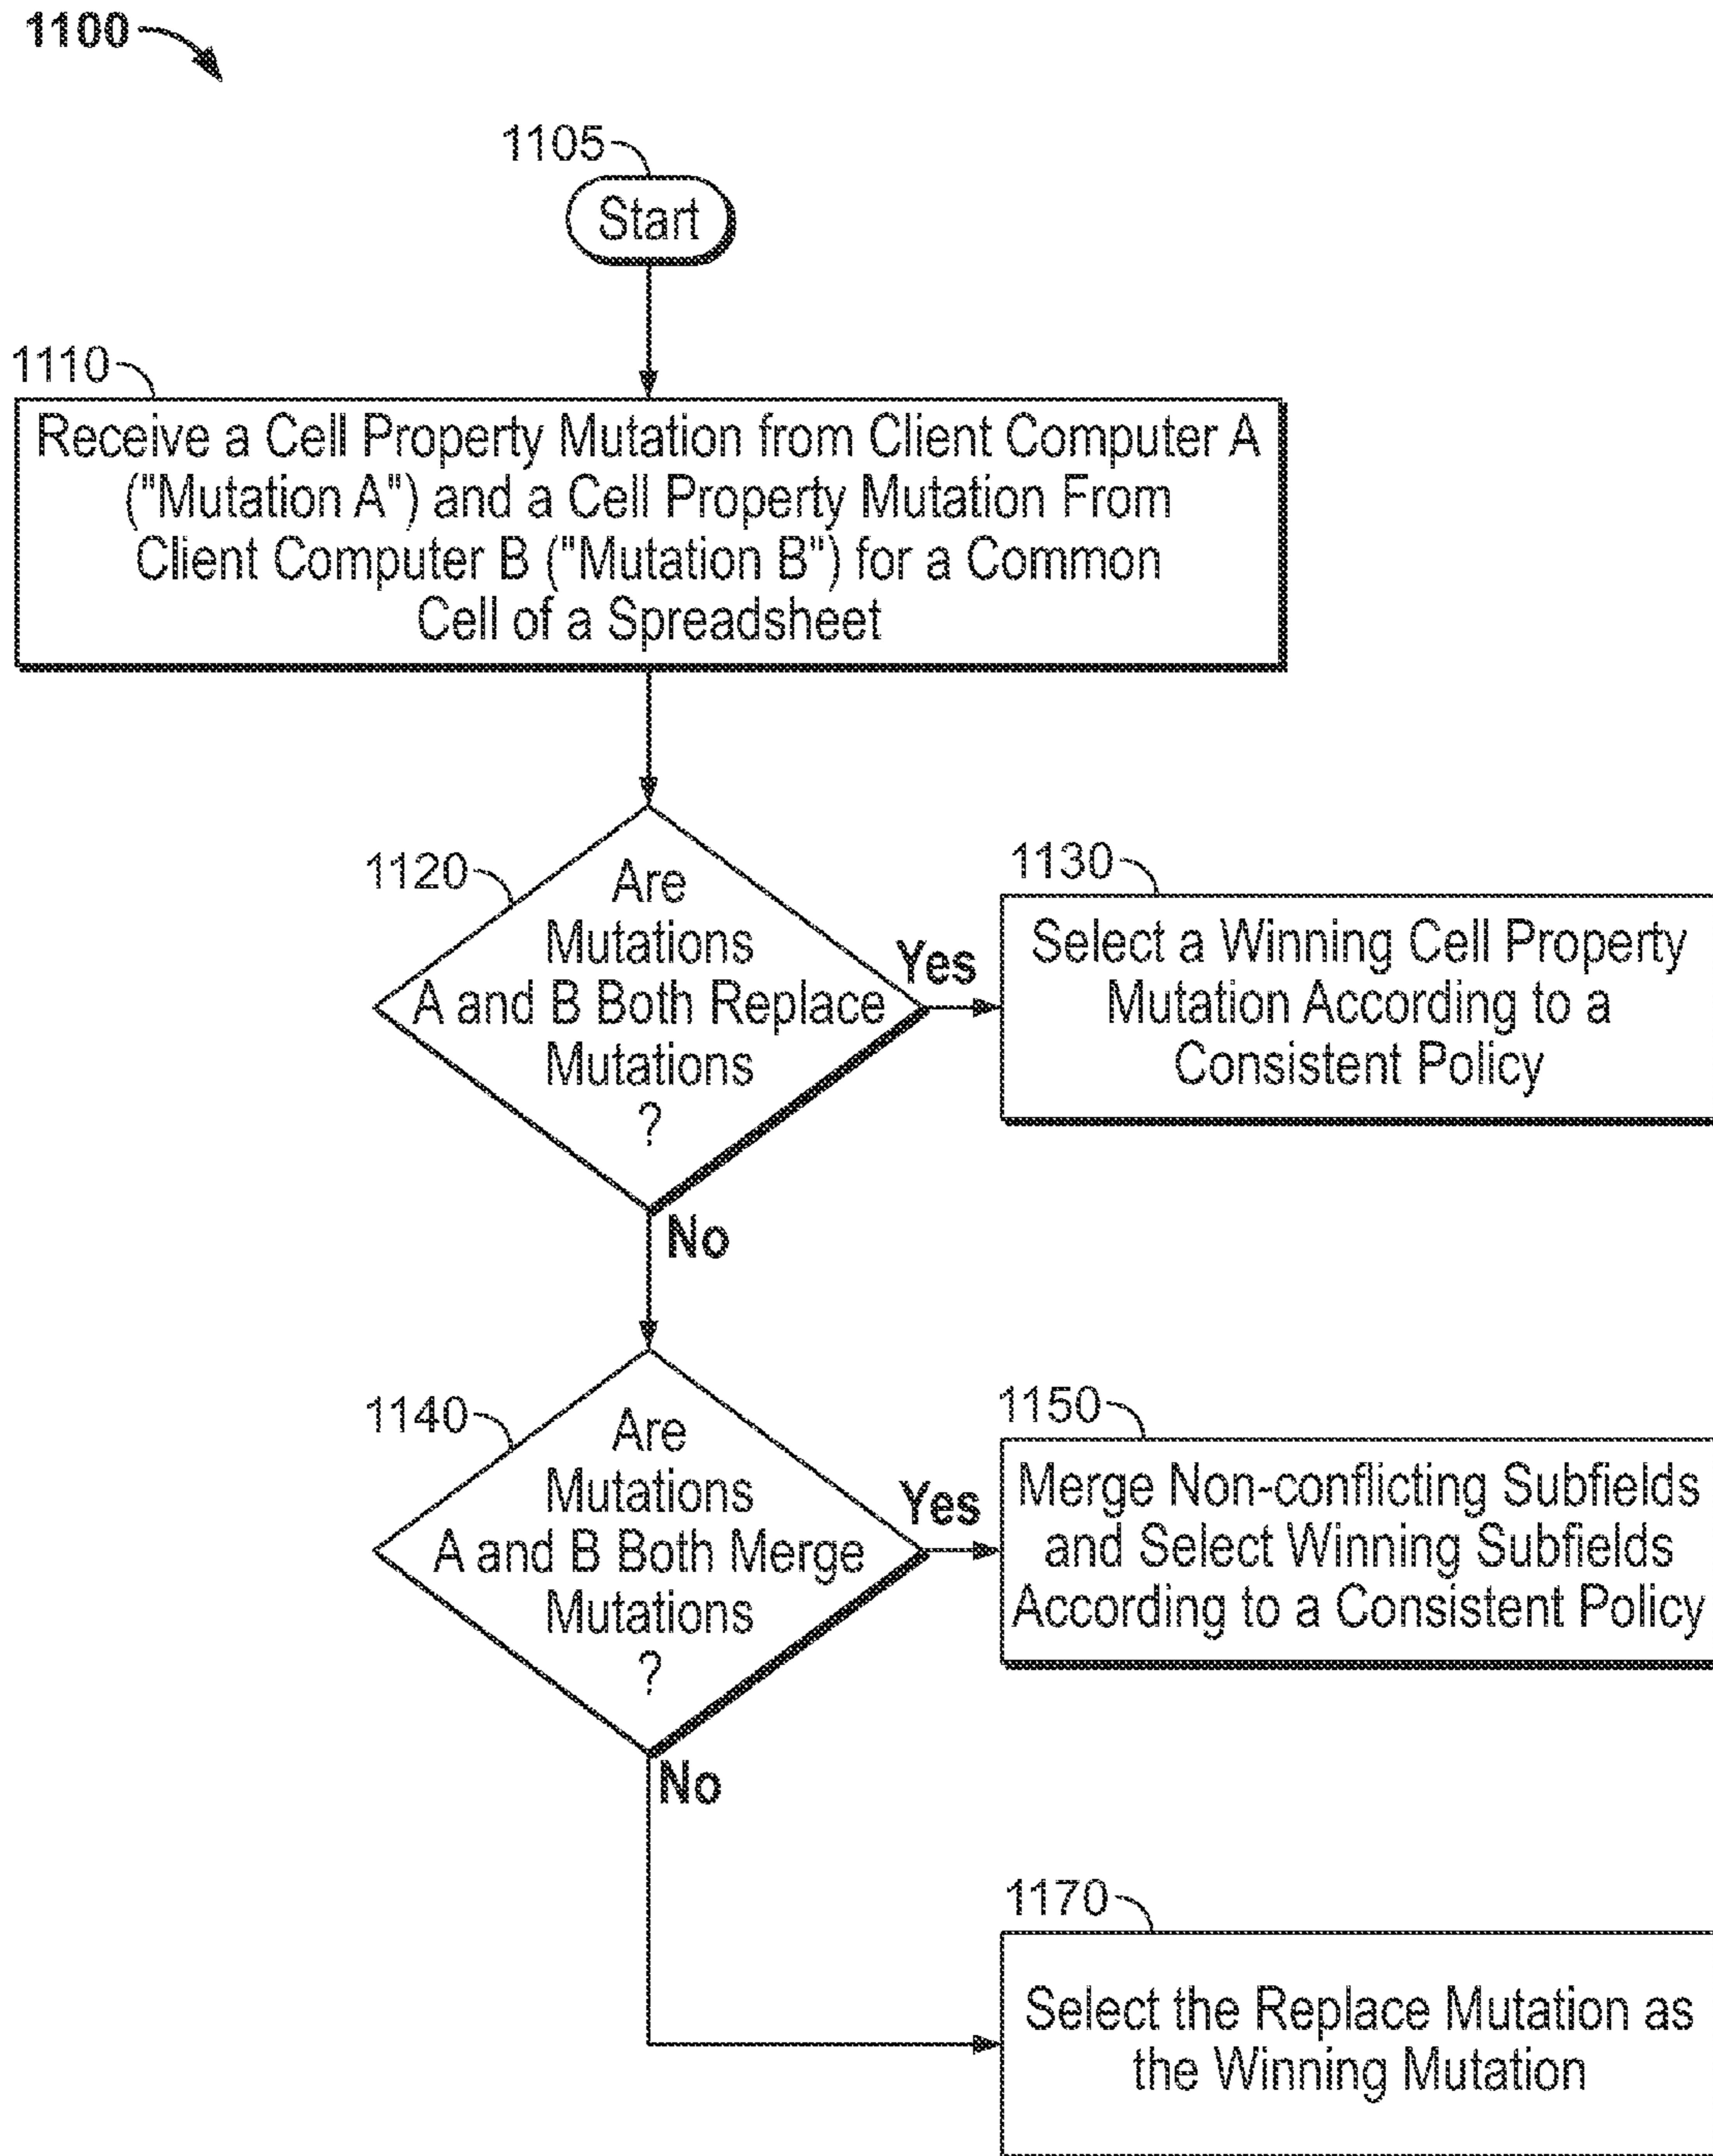 1100
1105
Start
1110
Receive a Cell Property Mutation from Client Computer A
("Mutation A") and a Cell Property Mutation From
Client Computer B ("Mutation B") for a Common
Cell of a Spreadsheet
1120
Are
Mutations
A and B Both Replace
Mutations
?
Yes
No
1130
Select a Winning Cell Property
Mutation According to a
Consistent Policy
1140
Are
Mutations
A and B Both Merge
Mutations
?
Yes
No
1150
Merge Non-conflicting Subfields
and Select Winning Subfields
According to a Consistent Policy
1170
Select the Replace Mutation as
the Winning Mutation